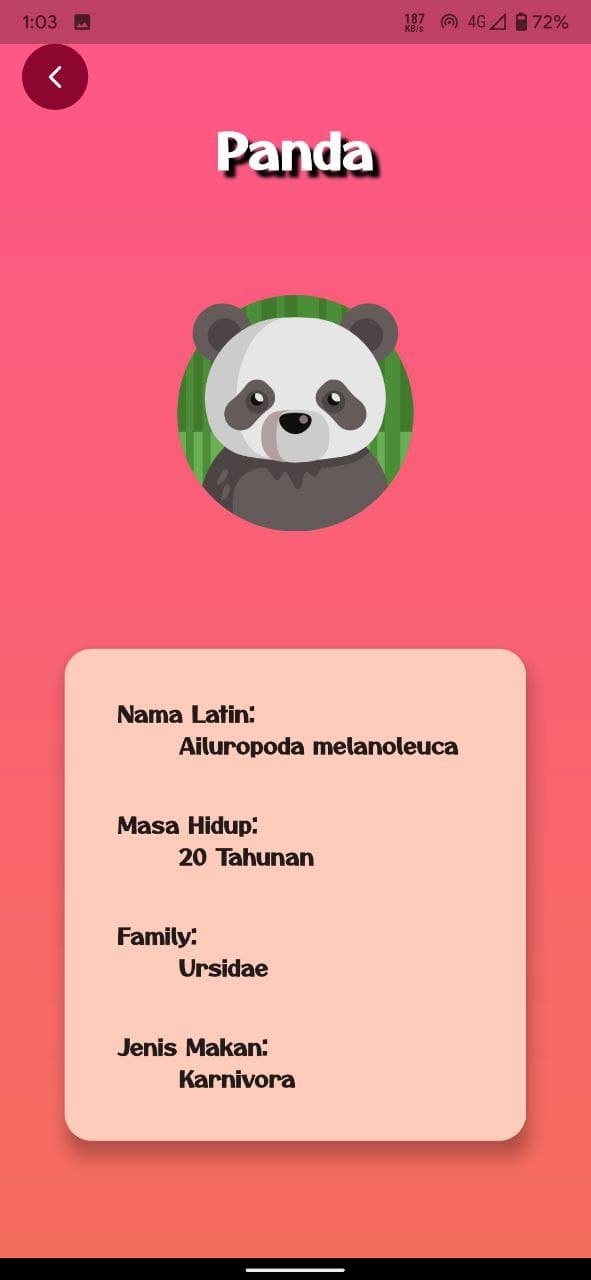 1:03 187 KB/s 4G 72%
Panda
Nama Latin:
Ailuropoda melanoleuca
Masa Hidup:
20 Tahunan
Family:
Ursidae
Jenis Makan:
Karnivora